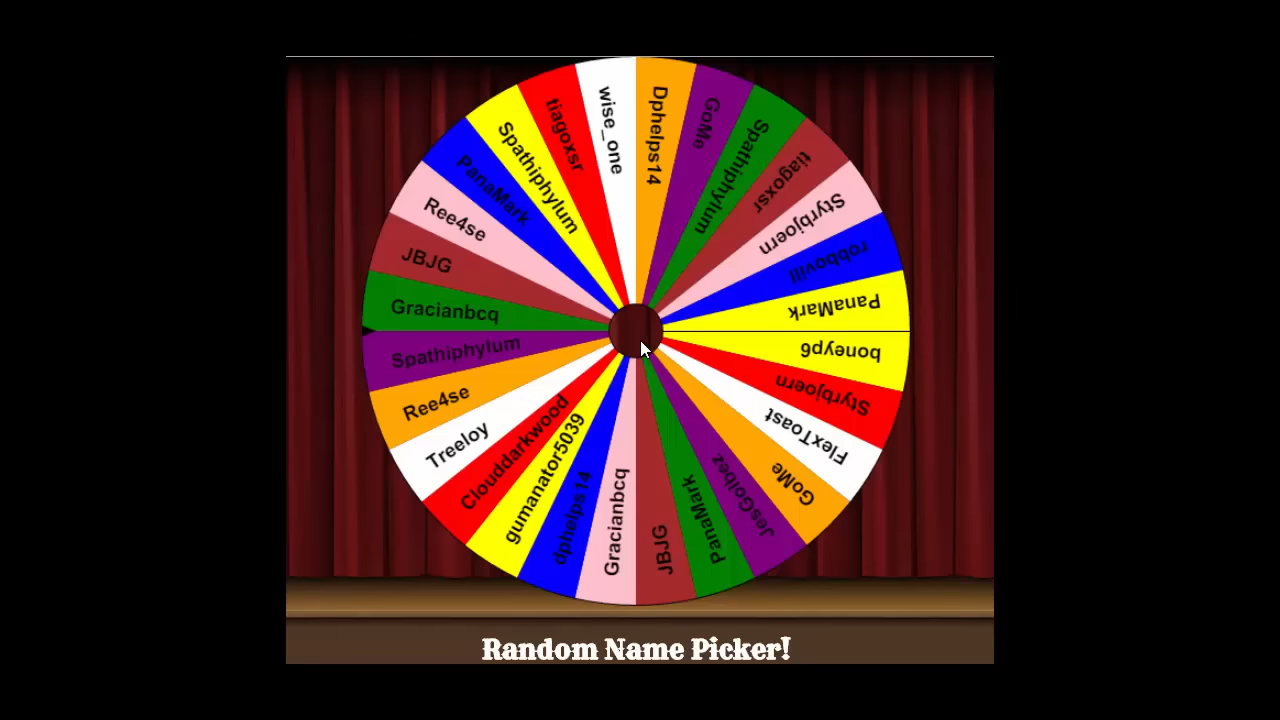 wise_one
Dphelps14
GoMe
Spathiphylum
tiagoxsr
Styrbjoern
robbovill
PanaMark
boneyp6
Styrbjoern
FlexToast
GoMe
JesGolbez
PanaMark
JBJG
Gracianbcq
dphelps14
gumanator5039
Clouddarkwood
Treeloy
Ree4se
Spathiphylum
Gracianbcq
JBJG
Ree4se
PanaMark
Spathiphylum
tiagoxsr
Random Name Picker!